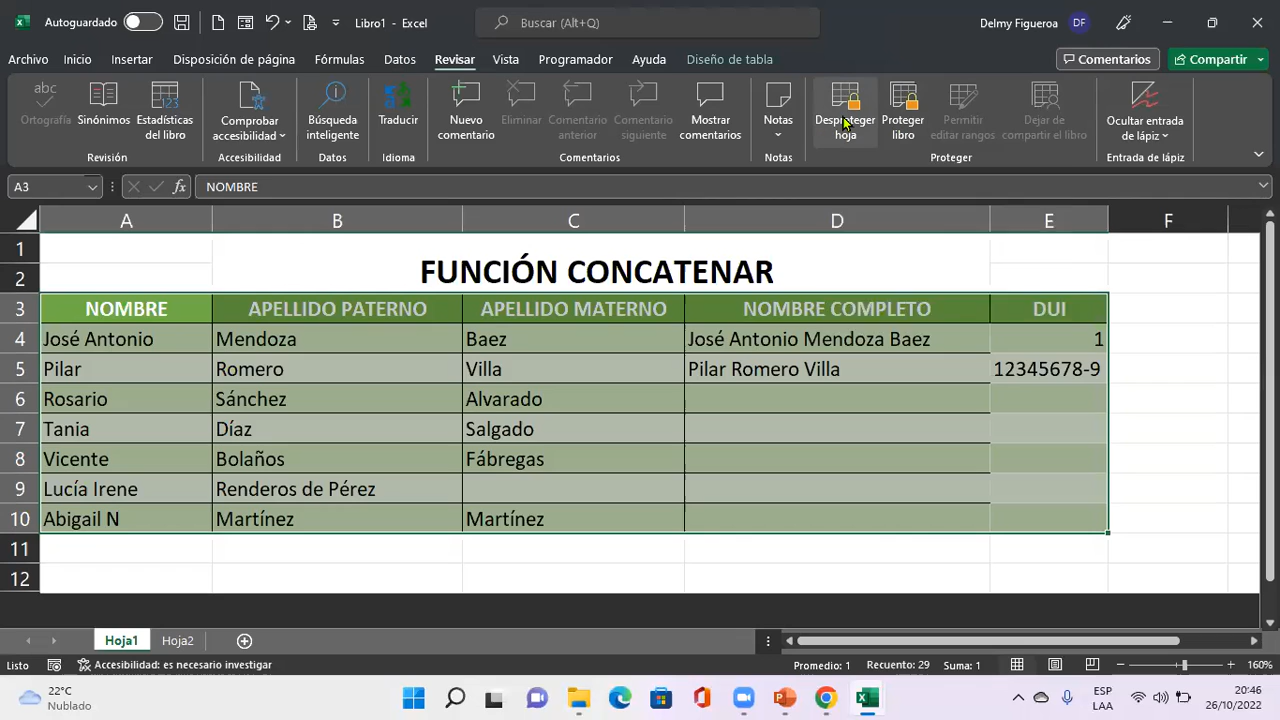 Autoguardado
Libro1 - Excel
Buscar (Alt+Q)
Delmy Figueroa
DF
Archivo
Inicio
Insertar
Disposición de página
Fórmulas
Datos
Revisar
Vista
Programador
Ayuda
Diseño de tabla
Comentarios
Compartir
abc
Ortografía
Sinónimos
123
Estadísticas
del libro
Revisión
Comprobar
accesibilidad
Accesibilidad
Búsqueda
inteligente
Datos
Traducir
Idioma
Nuevo
comentario
Eliminar
Comentario
anterior
Comentario
siguiente
Mostrar
comentarios
Comentarios
Notas
Notas
Desproteger
hoja
Proteger
libro
Permitir
editar rangos
Dejar de
compartir el libro
Proteger
Ocultar entrada
de lápiz
Entrada de lápiz
A3
fx
NOMBRE
A B C D E F
1
FUNCIÓN CONCATENAR
2
3 NOMBRE APELLIDO PATERNO APELLIDO MATERNO NOMBRE COMPLETO DUI
4 José Antonio Mendoza Baez José Antonio Mendoza Baez 1
5 Pilar Romero Villa Pilar Romero Villa 12345678-9
6 Rosario Sánchez Alvarado
7 Tania Díaz Salgado
8 Vicente Bolaños Fábregas
9 Lucía Irene Renderos de Pérez
10 Abigail N Martínez Martínez
11
12
Hoja1
Hoja2
Listo
Accesibilidad: es necesario investigar
Promedio: 1
Recuento: 29
Suma: 1
160%
22°C
Nublado
ESP
LAA
20:46
26/10/2022